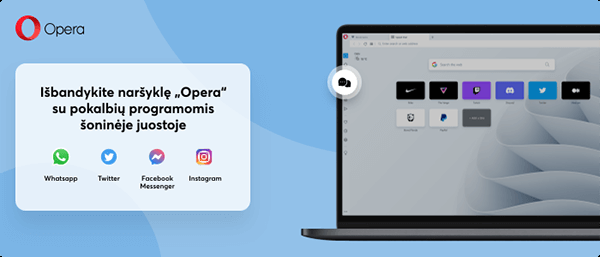 Opera
Išbandykite naršyklę „Opera“
su pokalbių programomis
šoninėje juostoje
Whatsapp
Twitter
Facebook
Messenger
Instagram